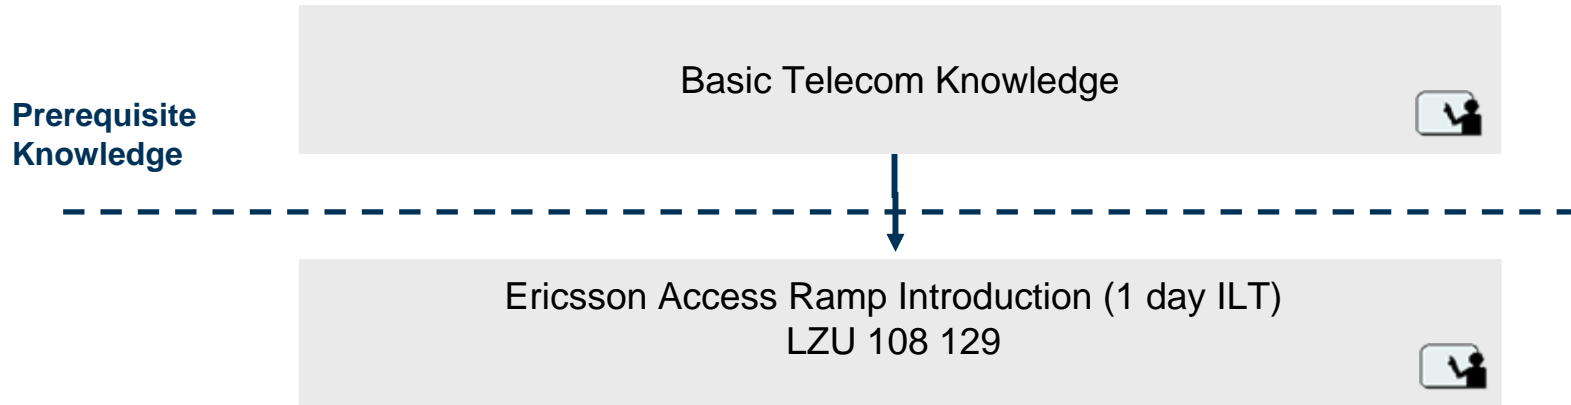 Basic Telecom Knowledge
Prerequisite
Knowledge
Ericsson Access Ramp Introduction (1 day ILT)
LZU 108 129